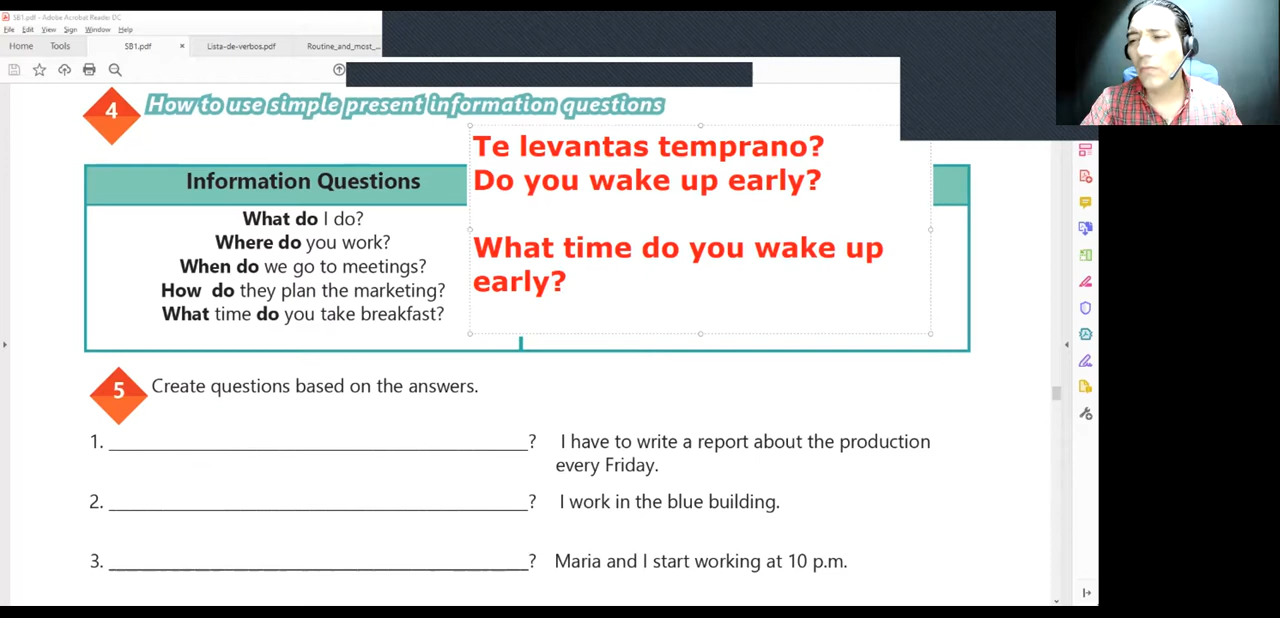 SB1.pdf - Adobe Acrobat Reader DC
File Edit View Sign Window Help
Home Tools SB1.pdf × Lista-de-verbos.pdf Routine_and_most_...
4 How to use simple present information questions
Te levantas temprano?
Do you wake up early?
What time do you wake up
early?
Information Questions
What do I do?
Where do you work?
When do we go to meetings?
How do they plan the marketing?
What time do you take breakfast?
5 Create questions based on the answers.
1. ? I have to write a report about the production
every Friday.
2. ? I work in the blue building.
3. ? Maria and I start working at 10 p.m.